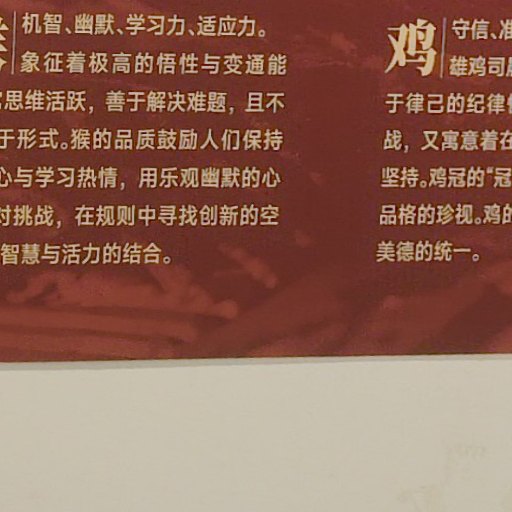 机智、幽默、学习力、适应力。
象征着极高的悟性与变通能
思维活跃，善于解决难题，且不
于形式。猴的品质鼓励人们保持
心与学习热情，用乐观幽默的心
对挑战，在规则中寻找创新的空
智慧与活力的结合。
鸡
守信、准
雄鸡司
于律己的纪律
战，又寓意着在
坚持。鸡冠的“冠
品格的珍视。鸡的
美德的统一。